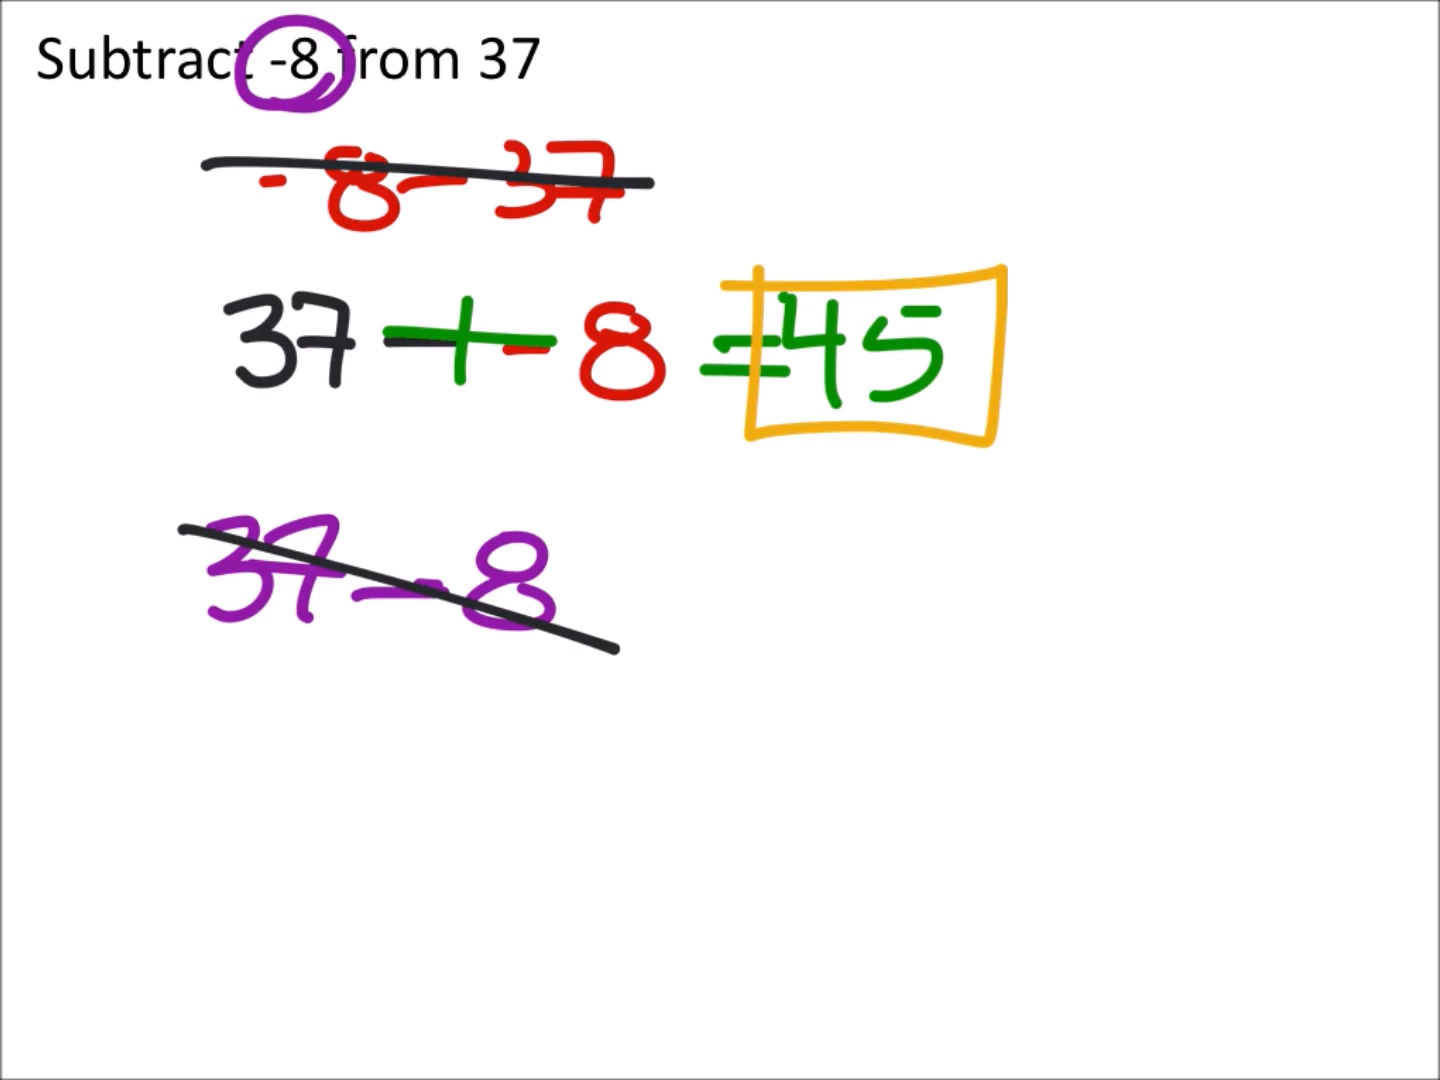 Subtract -8 from 37
- 8 - 37
37 + - 8 = 45
37 - 8